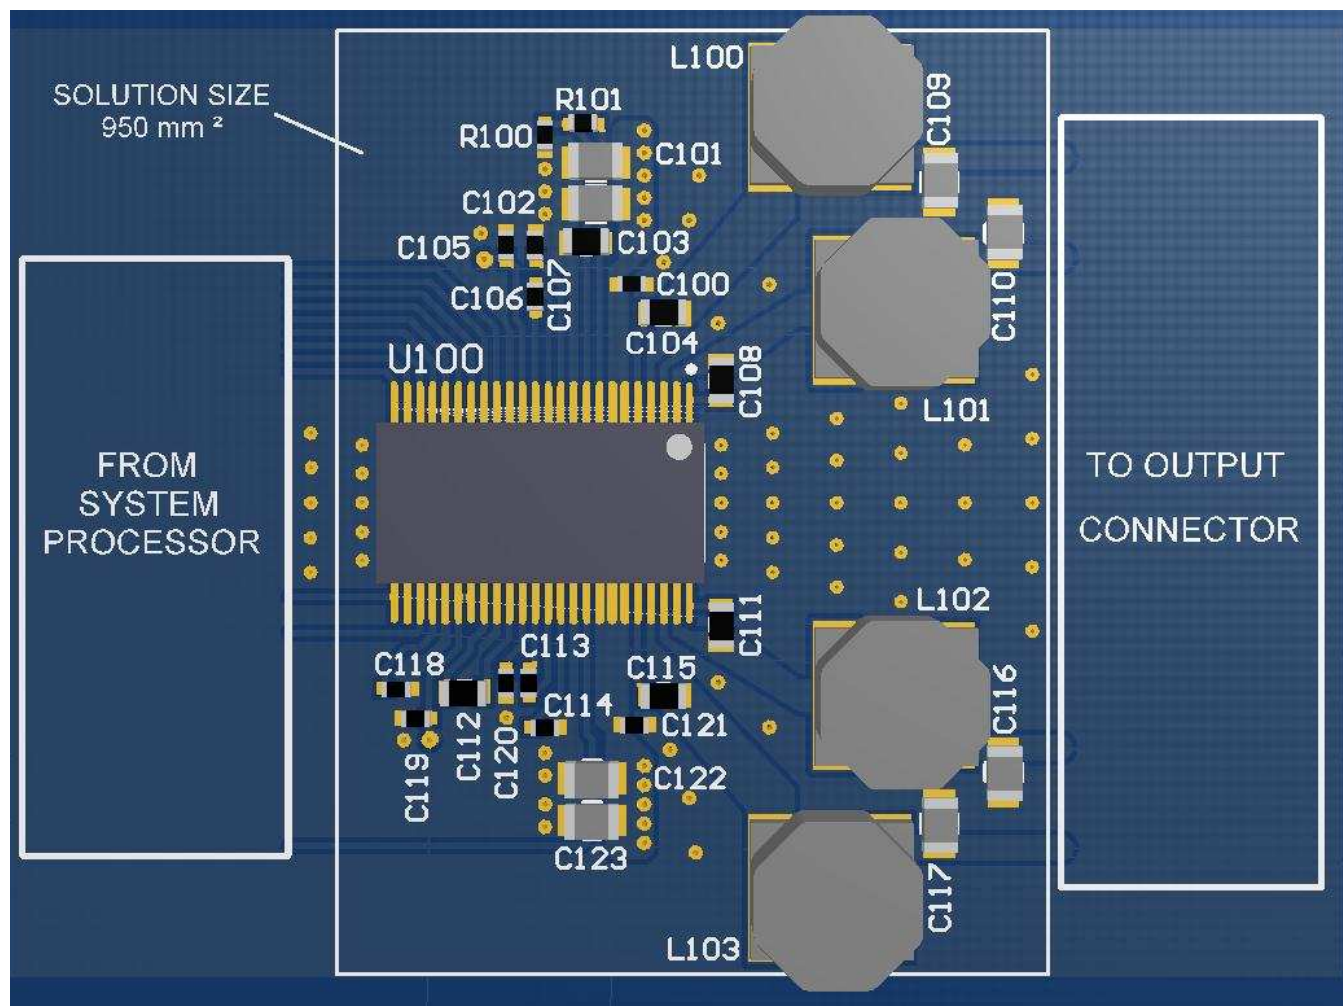 L100
SOLUTION SIZE
950 mm ²
R101
C109
R100
C101
C102
C105
C103
C106
C107
C100
C110
C104
U100
C108
L101
FROM
SYSTEM
PROCESSOR
TO OUTPUT
CONNECTOR
L102
C111
C113
C118
C115
C116
C114
C112
C120
C121
C119
C122
C123
C117
L103